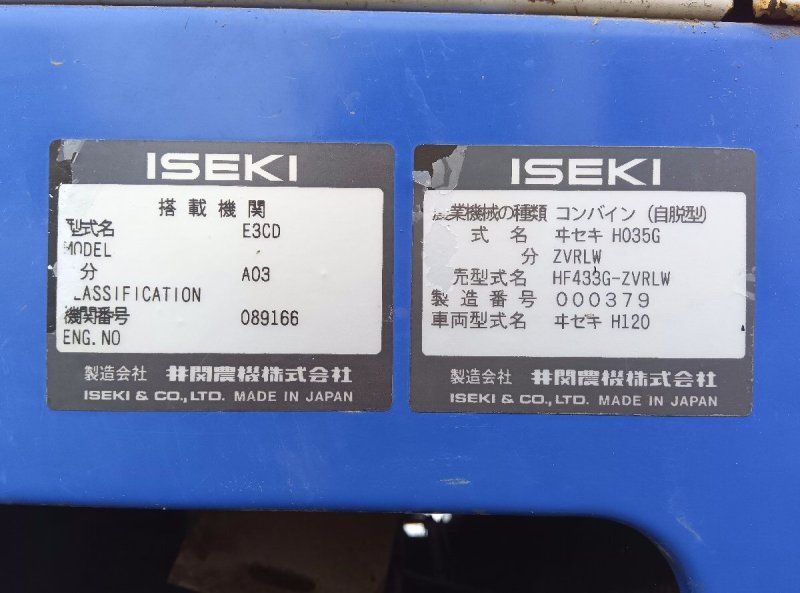 ISEKI
搭載機関
型式名 E3CD
MODEL
分 A03
LASSIFICATION
機関番号 089166
ENG.NO
製造会社 井関農機株式会社
ISEKI & CO.,LTD. MADE IN JAPAN
ISEKI
農業機械の種類 コンバイン (自脱型)
式名 ヰセキ HO35G
分 ZVRLW
売型式名 HF433G-ZVRLW
製造番号 000379
車両型式名 ヰセキ H120
製造会社 井関農機株式会社
ISEKI & CO.,LTD. MADE IN JAPAN